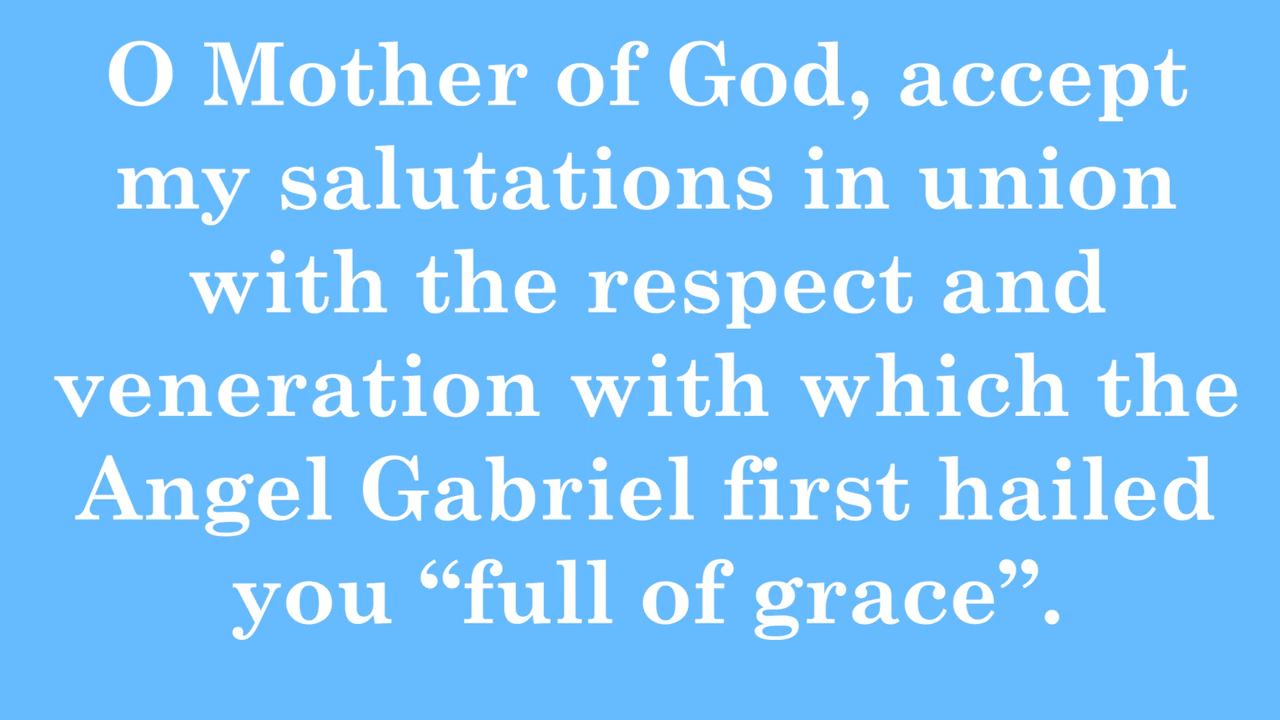 O Mother of God, accept
my salutations in union
with the respect and
veneration with which the
Angel Gabriel first hailed
you “full of grace”.